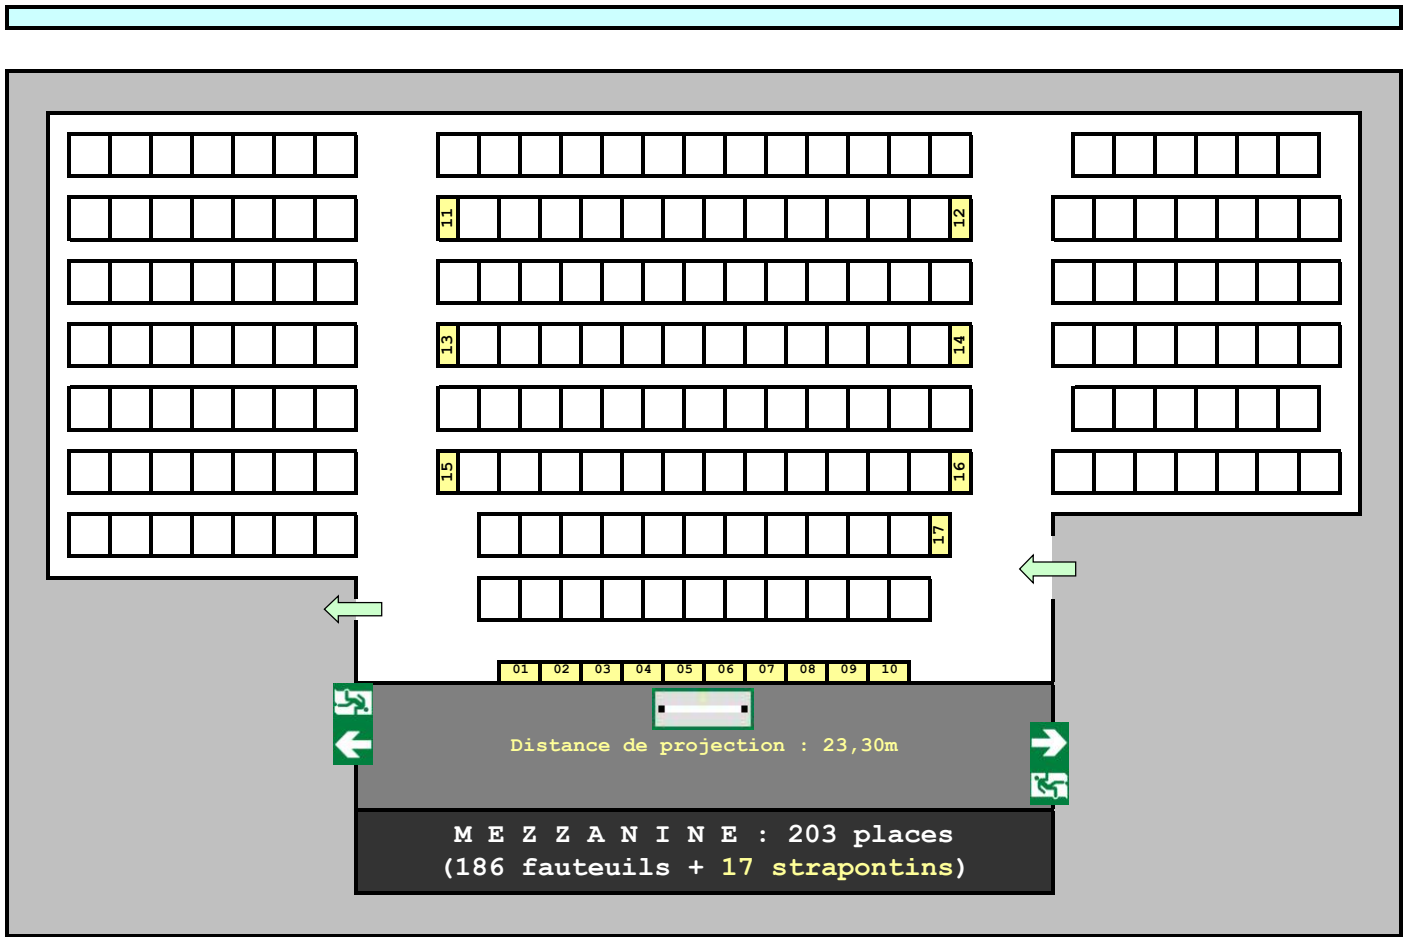 11 12
13 14
15 16
17
01 02 03 04 05 06 07 08 09 10
Distance de projection : 23,30m
M E Z Z A N I N E : 203 places
(186 fauteuils + 17 strapontins)